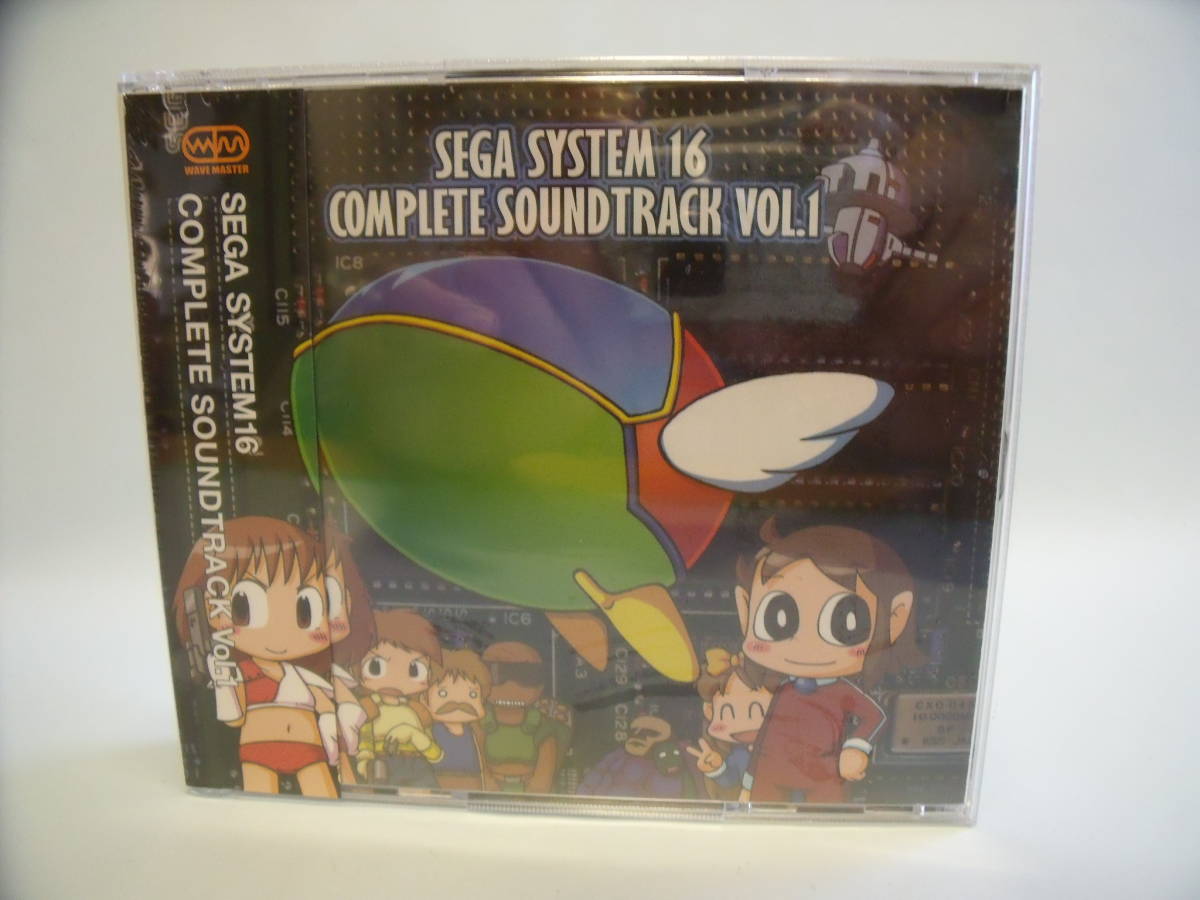 SEGA SYSTEM 16
COMPLETE SOUNDTRACK VOL.1
WAVE MASTER
SEGA SYSTEM16
COMPLETE SOUNDTRACK Vol.1
IC8
C115
C114
IC6
A3
C129
C128